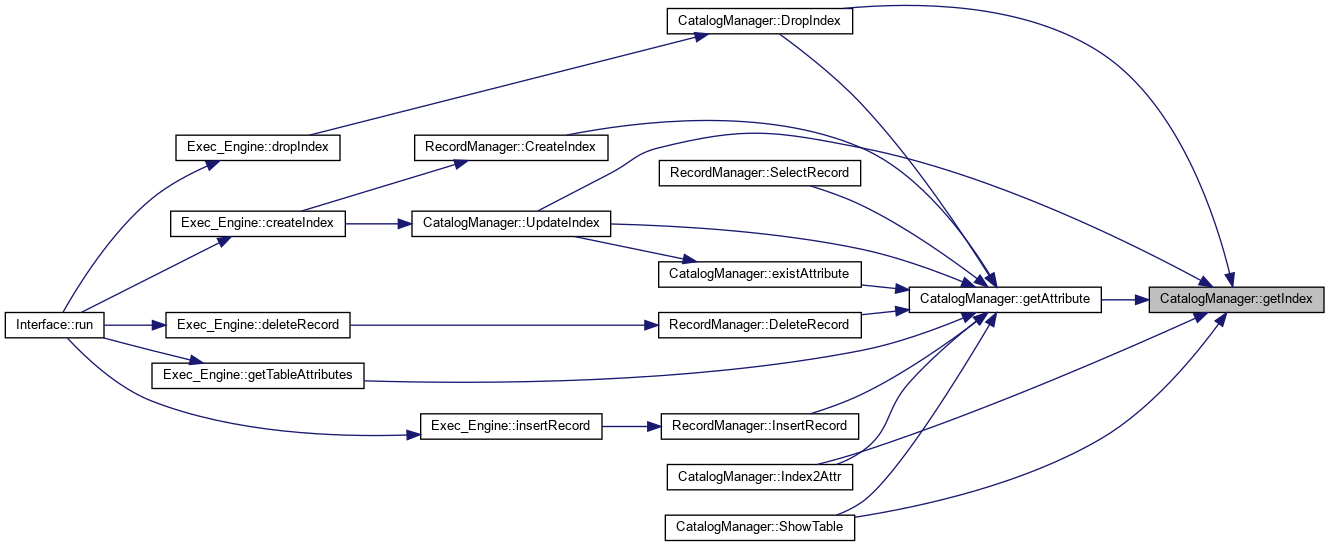 CatalogManager::DropIndex
Exec_Engine::dropIndex
RecordManager::CreateIndex
RecordManager::SelectRecord
Exec_Engine::createIndex
CatalogManager::UpdateIndex
CatalogManager::existAttribute
CatalogManager::getAttribute
CatalogManager::getIndex
Interface::run
Exec_Engine::deleteRecord
RecordManager::DeleteRecord
Exec_Engine::getTableAttributes
Exec_Engine::insertRecord
RecordManager::InsertRecord
CatalogManager::Index2Attr
CatalogManager::ShowTable